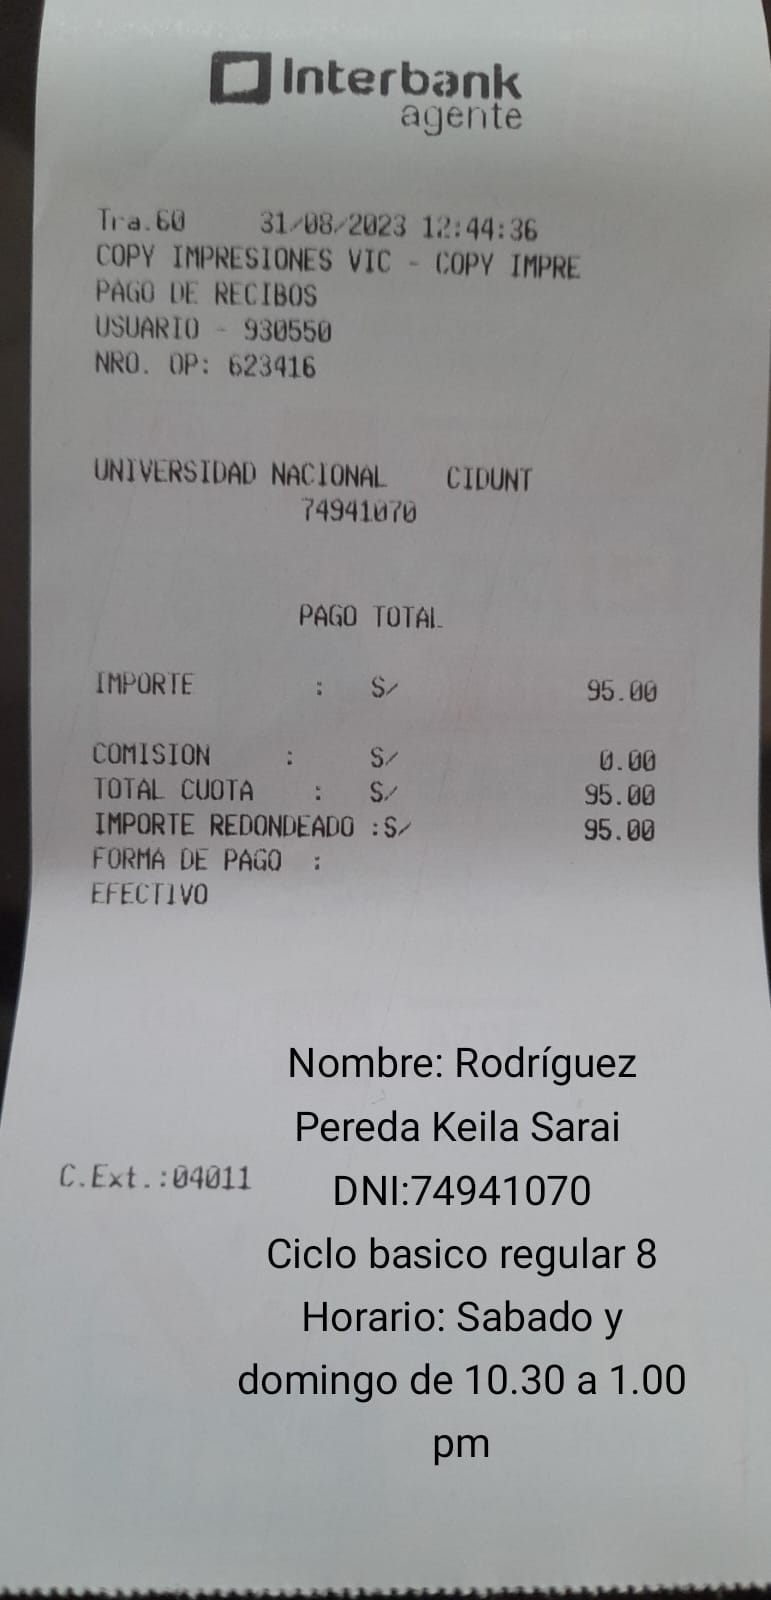 Interbank
agente
Tra.60 31/08/2023 12:44:36
COPY IMPRESIONES VIC - COPY IMPRE
PAGO DE RECIBOS
USUARIO - 930550
NRO. OP: 623416
UNIVERSIDAD NACIONAL CIDUNT
74941070
PAGO TOTAL
IMPORTE : S/ 95.00
COMISION : S/ 0.00
TOTAL CUOTA : S/ 95.00
IMPORTE REDONDEADO :S/ 95.00
FORMA DE PAGO :
EFECTIVO
C.Ext.:04011
Nombre: Rodríguez
Pereda Keila Sarai
DNI:74941070
Ciclo basico regular 8
Horario: Sabado y
domingo de 10.30 a 1.00
pm